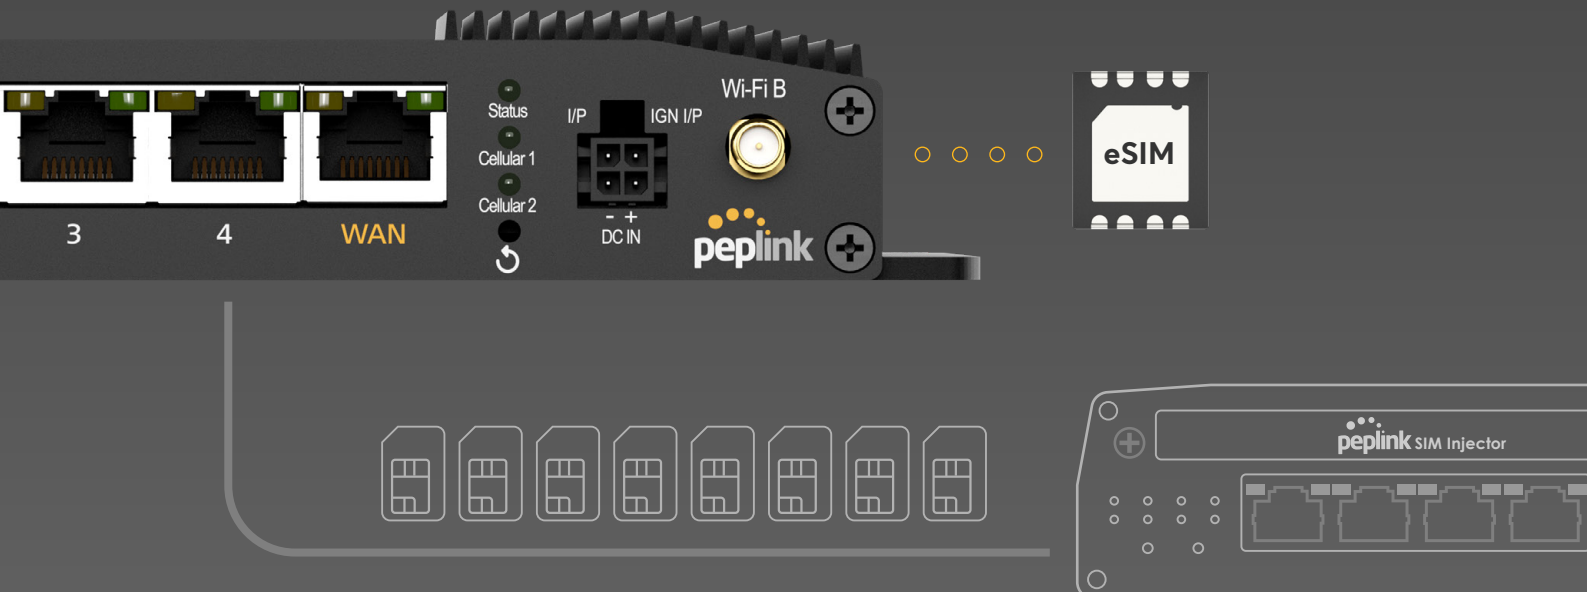 Wi-Fi B
Status
I/P
IGN I/P
Cellular 1
Cellular 2
- +
DC IN
3
4
WAN
peplink
eSIM
peplink SIM Injector